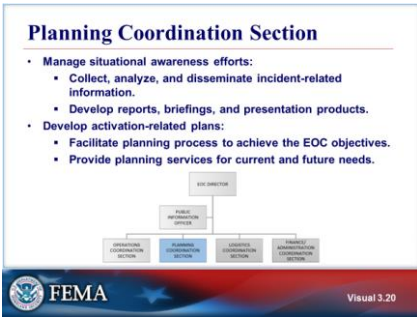 Planning Coordination Section
• Manage situational awareness efforts:
▪ Collect, analyze, and disseminate incident-related
information.
▪ Develop reports, briefings, and presentation products.
• Develop activation-related plans:
▪ Facilitate planning process to achieve the EOC objectives.
▪ Provide planning services for current and future needs.
EOC DIRECTOR
PUBLIC
INFORMATION
OFFICER
OPERATIONS
COORDINATION
SECTION
PLANNING
COORDINATION
SECTION
LOGISTICS
COORDINATION
SECTION
FINANCE/
ADMINISTRATION
COORDINATION
SECTION
FEMA
Visual 3.20